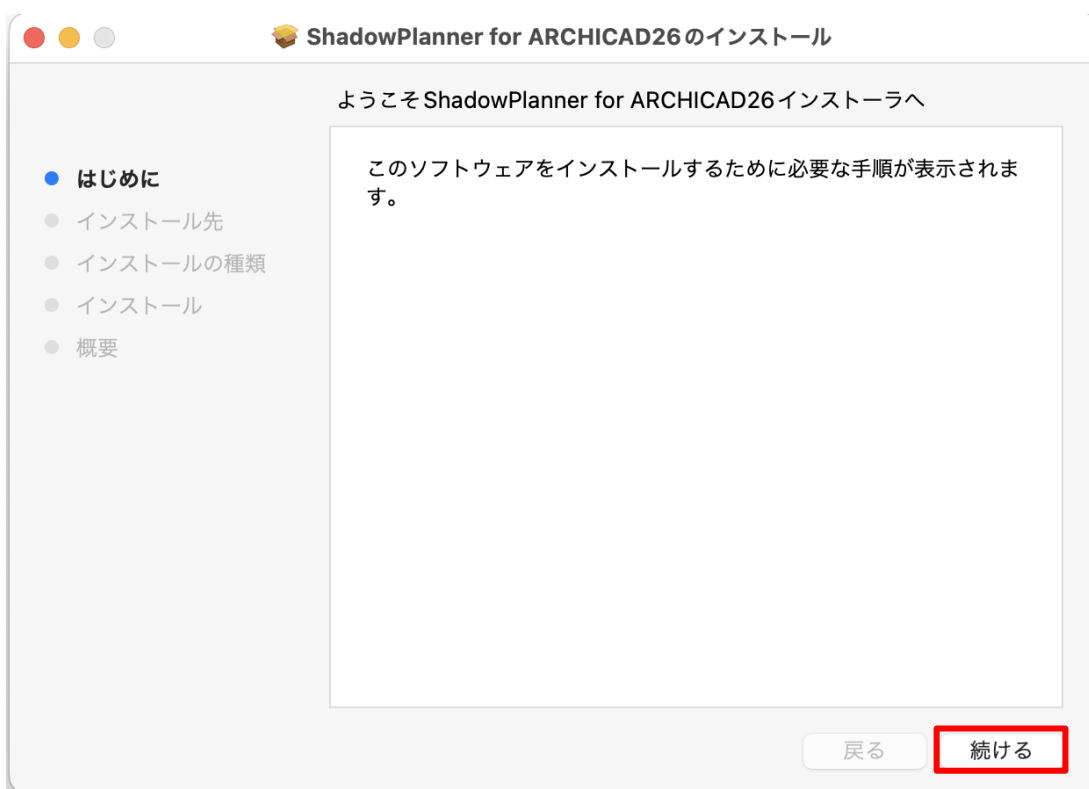 ShadowPlanner for ARCHICAD26のインストール
ようこそShadowPlanner for ARCHICAD26インストーラへ
はじめに
インストール先
インストールの種類
インストール
概要
このソフトウェアをインストールするために必要な手順が表示されま
す。
戻る
続ける